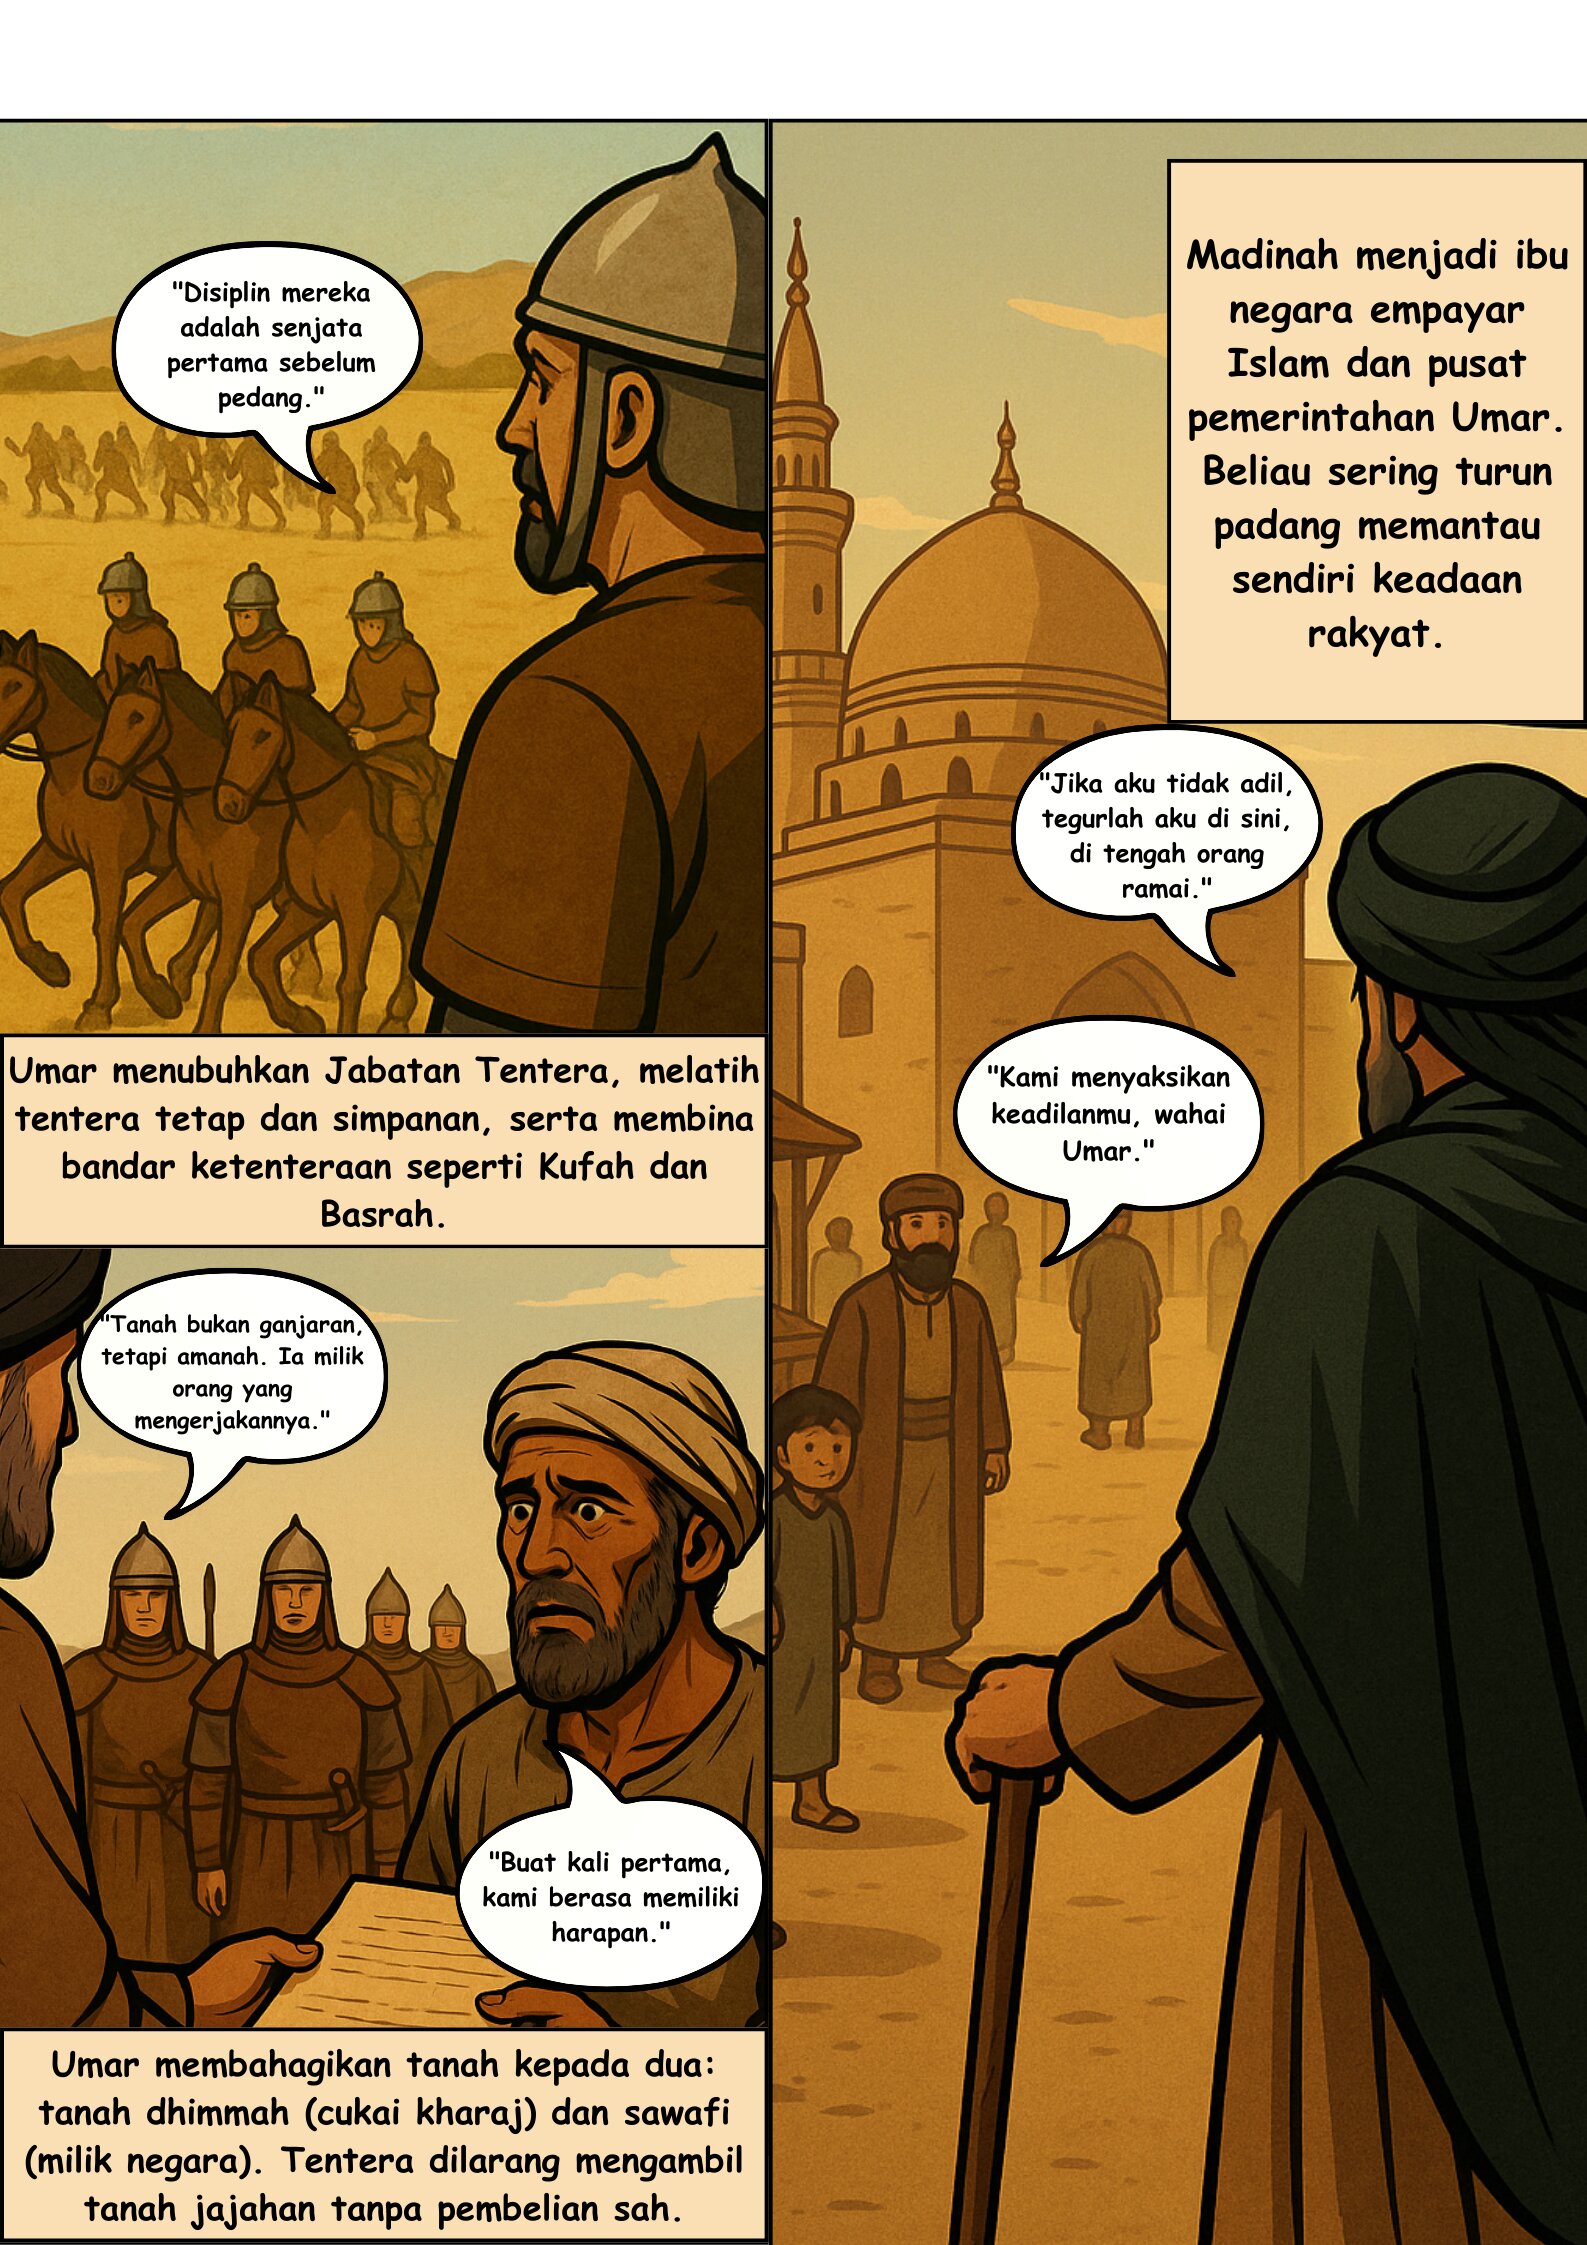 "Disiplin mereka
adalah senjata
pertama sebelum
pedang."
Umar menubuhkan Jabatan Tentera, melatih
tentera tetap dan simpanan, serta membina
bandar ketenteraan seperti Kufah dan
Basrah.
"Tanah bukan ganjaran,
tetapi amanah. Ia milik
orang yang
mengerjakannya."
"Buat kali pertama,
kami berasa memiliki
harapan."
Umar membahagikan tanah kepada dua:
tanah dhimmah (cukai kharaj) dan sawafi
(milik negara). Tentera dilarang mengambil
tanah jajahan tanpa pembelian sah.
Madinah menjadi ibu
negara empayar
Islam dan pusat
pemerintahan Umar.
Beliau sering turun
padang memantau
sendiri keadaan
rakyat.
"Jika aku tidak adil,
tegurlah aku di sini,
di tengah orang
ramai."
"Kami menyaksikan
keadilanmu, wahai
Umar."